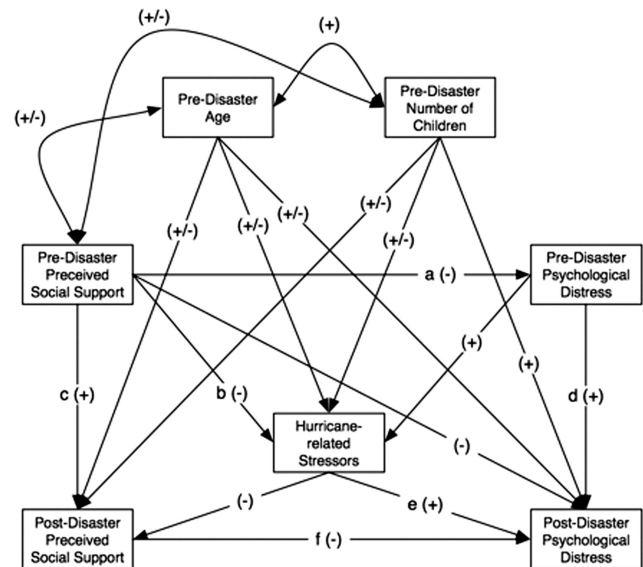 (+/-)
(+)
(+/-)
Pre-Disaster
Age
Pre-Disaster
Number of
Children
(+/-)
(+/-)
(+/-)
(+/-)
(+/-)
Pre-Disaster
Preceived
Social Support
a (-)
Pre-Disaster
Psychological
Distress
(+)
(+)
c (+)
b (-)
d (+)
Hurricane-
related
Stressors
(-)
(-)
e (+)
Post-Disaster
Preceived
Social Support
f (-)
Post-Disaster
Psychological
Distress